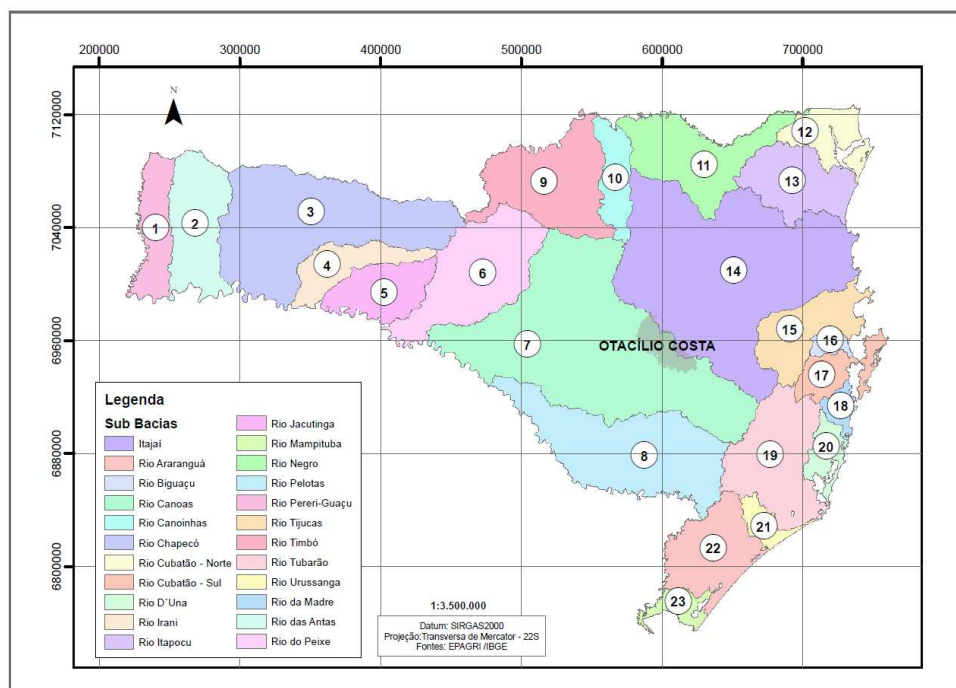 200000 300000 400000 500000 600000 700000
7120000
7040000
6960000
6880000
6800000
12
11
10
9
13
3
2
1
4
6
14
5
15
16
7
OTACÍLIO COSTA
17
18
20
8
19
21
22
23
Legenda
Sub Bacias
Itajaí
Rio Araranguá
Rio Biguaçu
Rio Canoas
Rio Canoinhas
Rio Chapecó
Rio Cubatão - Norte
Rio Cubatão - Sul
Rio D´Una
Rio Irani
Rio Itapocu
Rio Jacutinga
Rio Mampituba
Rio Negro
Rio Pelotas
Rio Pereri-Guaçu
Rio Tijucas
Rio Timbó
Rio Tubarão
Rio Urussanga
Rio da Madre
Rio das Antas
Rio do Peixe
1:3.500.000
Datum: SIRGAS2000
Projeção:Transversa de Mercator - 22S
Fontes: EPAGRI /IBGE